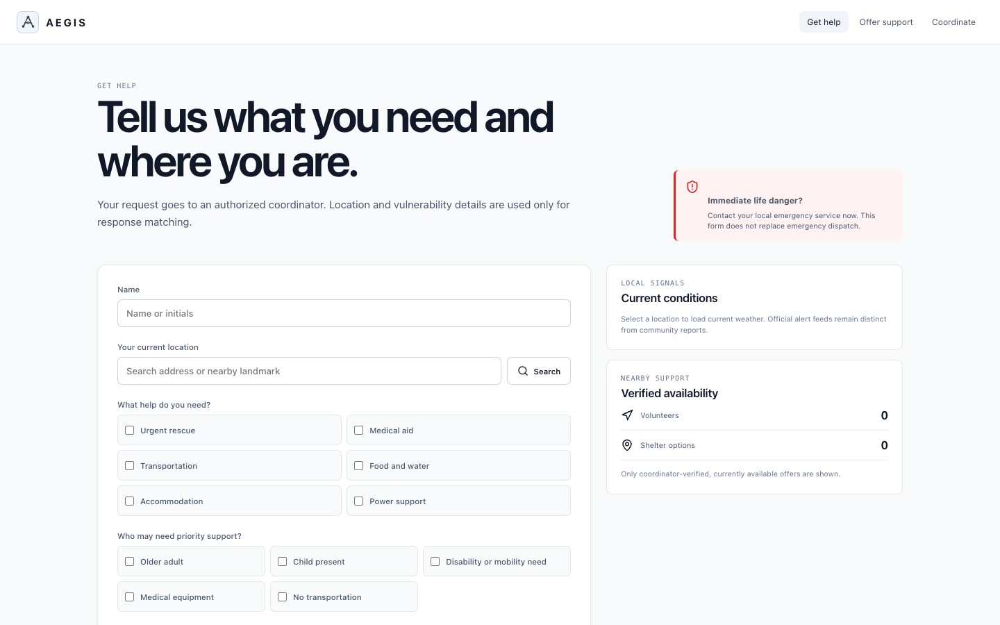 AEGIS
Get help
Offer support
Coordinate
GET HELP
Tell us what you need and
where you are.
Your request goes to an authorized coordinator. Location and vulnerability details are used only for
response matching.
Immediate life danger?
Contact your local emergency service now. This
form does not replace emergency dispatch.
Name
Name or initials
Your current location
Search address or nearby landmark
Search
What help do you need?
Urgent rescue
Medical aid
Transportation
Food and water
Accommodation
Power support
Who may need priority support?
Older adult
Child present
Disability or mobility need
Medical equipment
No transportation
LOCAL SIGNALS
Current conditions
Select a location to load current weather. Official alert feeds remain distinct
from community reports.
NEARBY SUPPORT
Verified availability
Volunteers 0
Shelter options 0
Only coordinator-verified, currently available offers are shown.